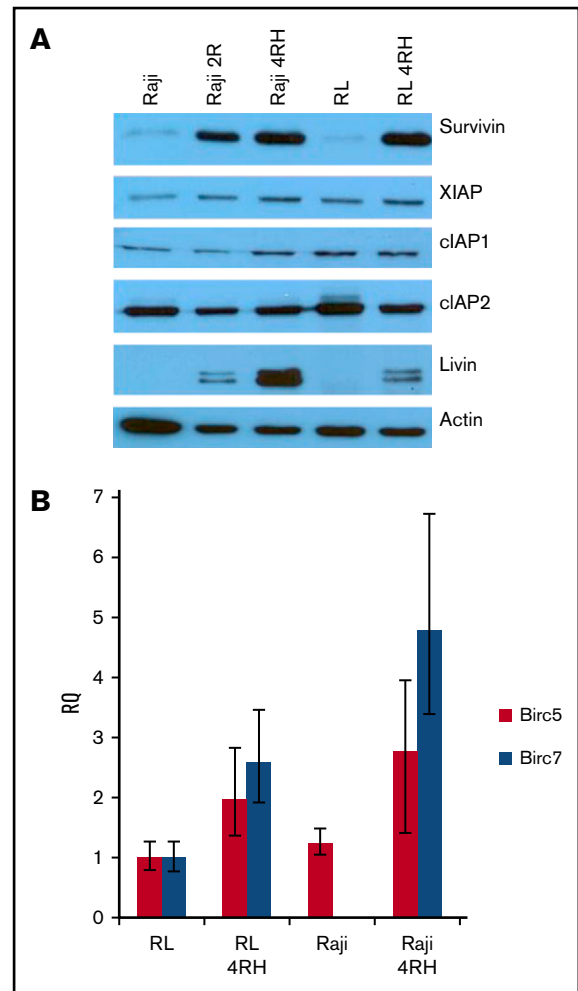 A
Raji
Raji 2R
Raji 4RH
RL
RL 4RH
Survivin
XIAP
cIAP1
cIAP2
Livin
Actin
B
7
6
5
4
3
2
1
0
RQ
RL
RL
4RH
Raji
Raji
4RH
Birc5
Birc7